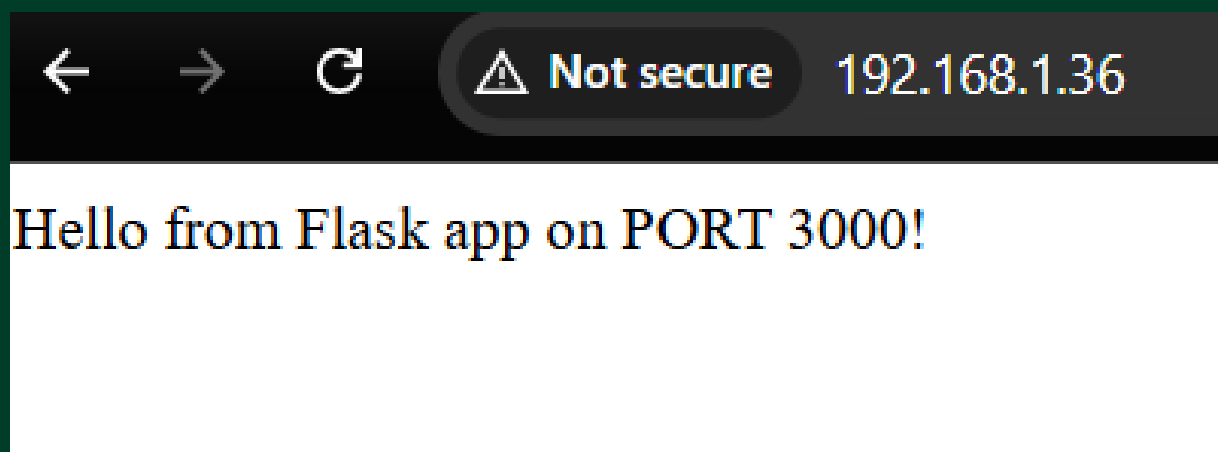 Not secure 192.168.1.36
Hello from Flask app on PORT 3000!